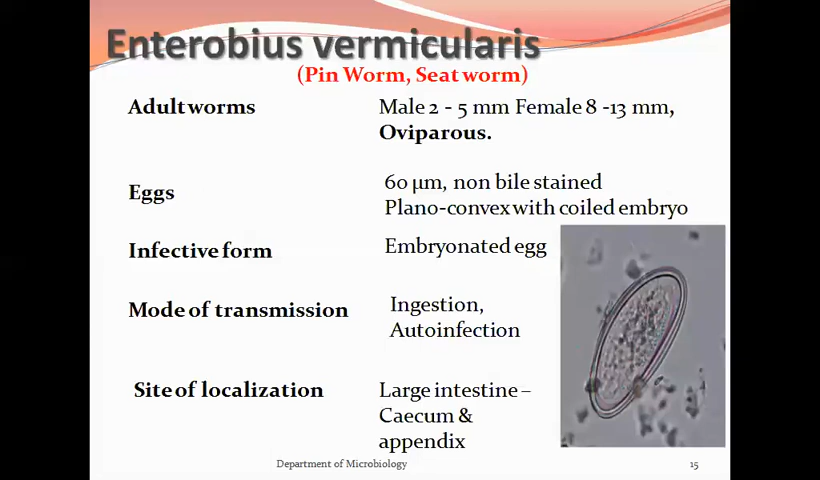 Enterobius vermicularis
(Pin Worm, Seat worm)
Adult worms
Male 2 - 5 mm Female 8 -13 mm,
Oviparous.
Eggs
60 µm, non bile stained
Plano-convex with coiled embryo
Infective form
Embryonated egg
Mode of transmission
Ingestion,
Autoinfection
Site of localization
Large intestine –
Caecum &
appendix
Department of Microbiology
15